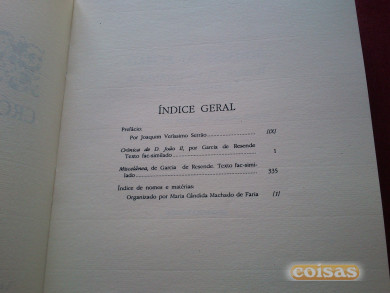 ÍNDICE GERAL
Prefácio
Por Joaquim Veríssimo Serrão [IX]
Crónica de D. João II, por Garcia de Resende
Texto fac-similado 1
Miscelânea, de Garcia de Resende. Texto fac-simi-
lado 335
Índice de nomes e matérias
Organizado por Maria Cândida Machado de Faria [1]
CRO
coisas